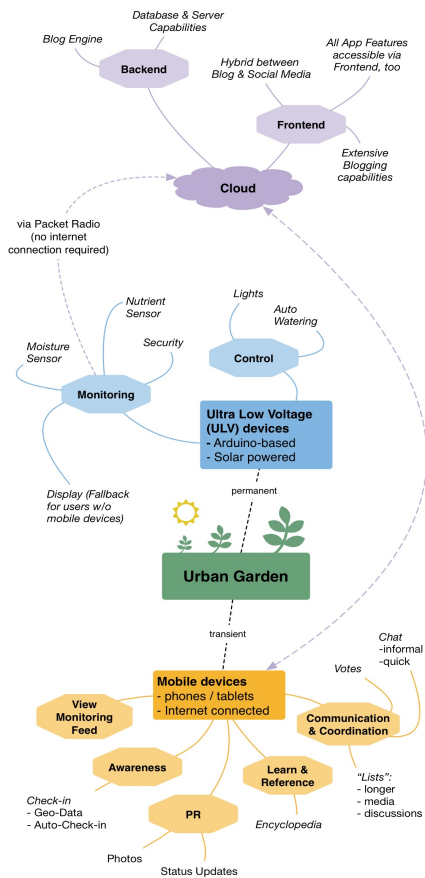 Database & Server
Capabilities
Blog Engine
Backend
All App Features
accessible via
Frontend, too
Hybrid between
Blog & Social Media
Frontend
Extensive
Blogging
capabilities
Cloud
via Packet Radio
(no internet
connection required)
Nutrient
Sensor
Moisture
Sensor
Security
Monitoring
Display (Fallback
for users w/o
mobile devices)
Lights
Auto
Watering
Control
Ultra Low Voltage
(ULV) devices
- Arduino-based
- Solar powered
permanent
Urban Garden
transient
Mobile devices
- phones / tablets
- Internet connected
View
Monitoring
Feed
Awareness
Check-in
- Geo-Data
- Auto-Check-in
PR
Photos
Status Updates
Learn &
Reference
Encyclopedia
Chat
-informal
-quick
Votes
Communication
& Coordination
“Lists”:
- longer
- media
- discussions